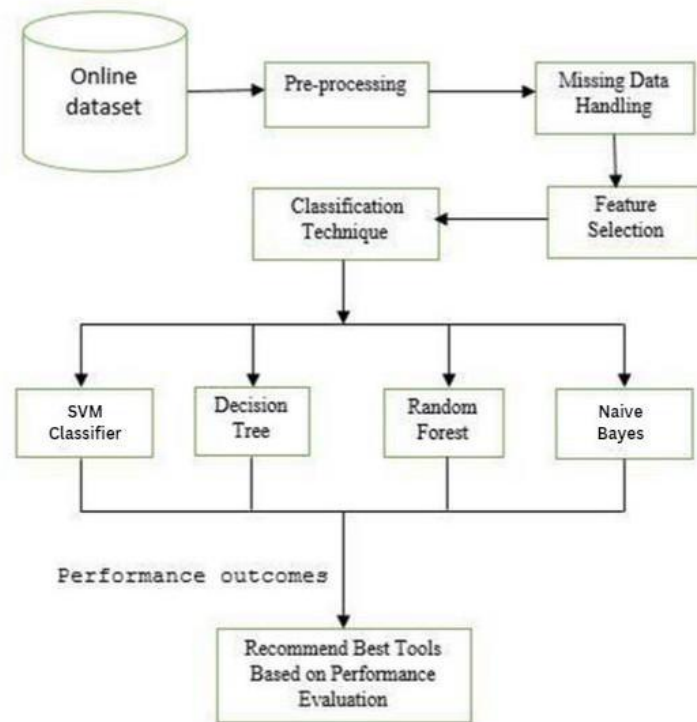 Online
dataset
Pre-processing
Missing Data
Handling
Classification
Technique
Feature
Selection
SVM
Classifier
Decision
Tree
Random
Forest
Naive
Bayes
Performance outcomes
Recommend Best Tools
Based on Performance
Evaluation